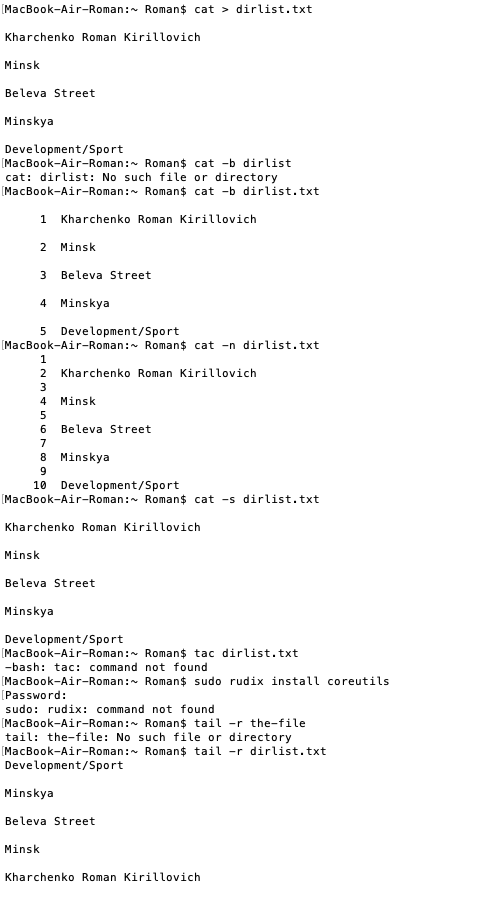 MacBook-Air-Roman:~ Roman$ cat > dirlist.txt
Kharchenko Roman Kirillovich
Minsk
Beleva Street
Minskya
Development/Sport
MacBook-Air-Roman:~ Roman$ cat -b dirlist
cat: dirlist: No such file or directory
MacBook-Air-Roman:~ Roman$ cat -b dirlist.txt
1 Kharchenko Roman Kirillovich
2 Minsk
3 Beleva Street
4 Minskya
5 Development/Sport
MacBook-Air-Roman:~ Roman$ cat -n dirlist.txt
1
2 Kharchenko Roman Kirillovich
3
4 Minsk
5
6 Beleva Street
7
8 Minskya
9
10 Development/Sport
MacBook-Air-Roman:~ Roman$ cat -s dirlist.txt
Kharchenko Roman Kirillovich
Minsk
Beleva Street
Minskya
Development/Sport
MacBook-Air-Roman:~ Roman$ tac dirlist.txt
-bash: tac: command not found
MacBook-Air-Roman:~ Roman$ sudo rudix install coreutils
Password:
sudo: rudix: command not found
MacBook-Air-Roman:~ Roman$ tail -r the-file
tail: the-file: No such file or directory
MacBook-Air-Roman:~ Roman$ tail -r dirlist.txt
Development/Sport
Minskya
Beleva Street
Minsk
Kharchenko Roman Kirillovich